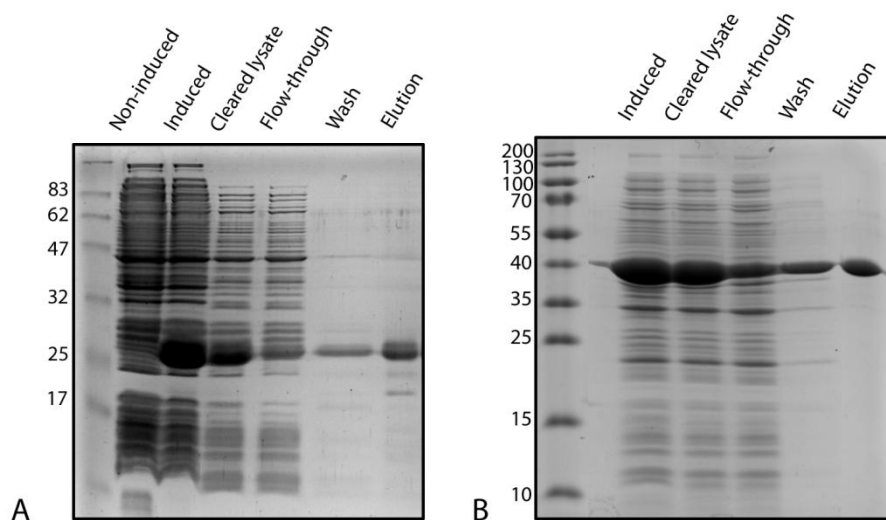 Non-induced
Induced
Cleared lysate
Flow-through
Wash
Elution
83
62
47
32
25
17
A
Induced
Cleared lysate
Flow-through
Wash
Elution
200
130
100
70
55
40
35
25
15
10
B